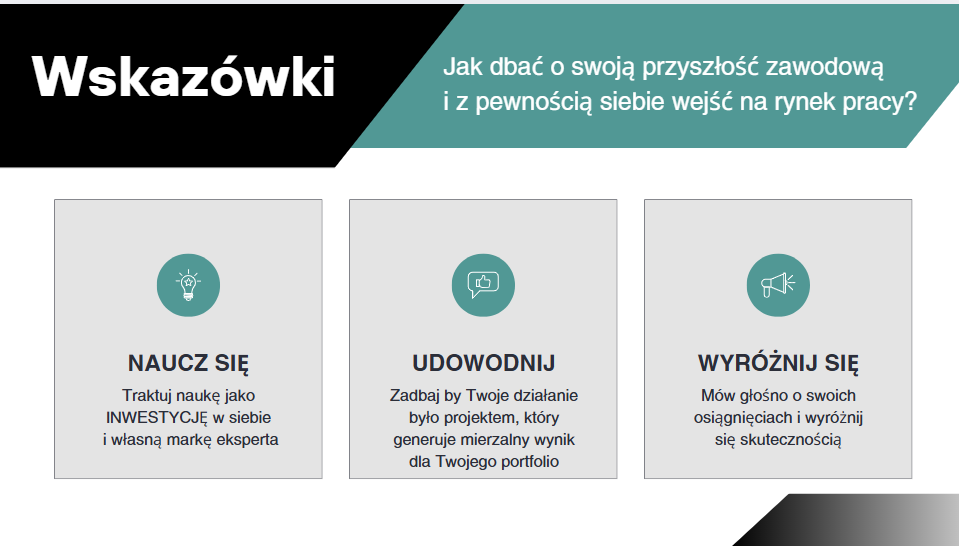 Wskazówki
Jak dbać o swoją przyszłość zawodową
i z pewnością siebie wejść na rynek pracy?
NAUCZ SIĘ
Traktuj naukę jako
INWESTYCJĘ w siebie
i własną markę eksperta
UDOWODNIJ
Zadbaj by Twoje działanie
było projektem, który
generuje mierzalny wynik
dla Twojego portfolio
WYRÓŻNIJ SIĘ
Mów głośno o swoich
osiągnięciach i wyróżnij
się skutecznością